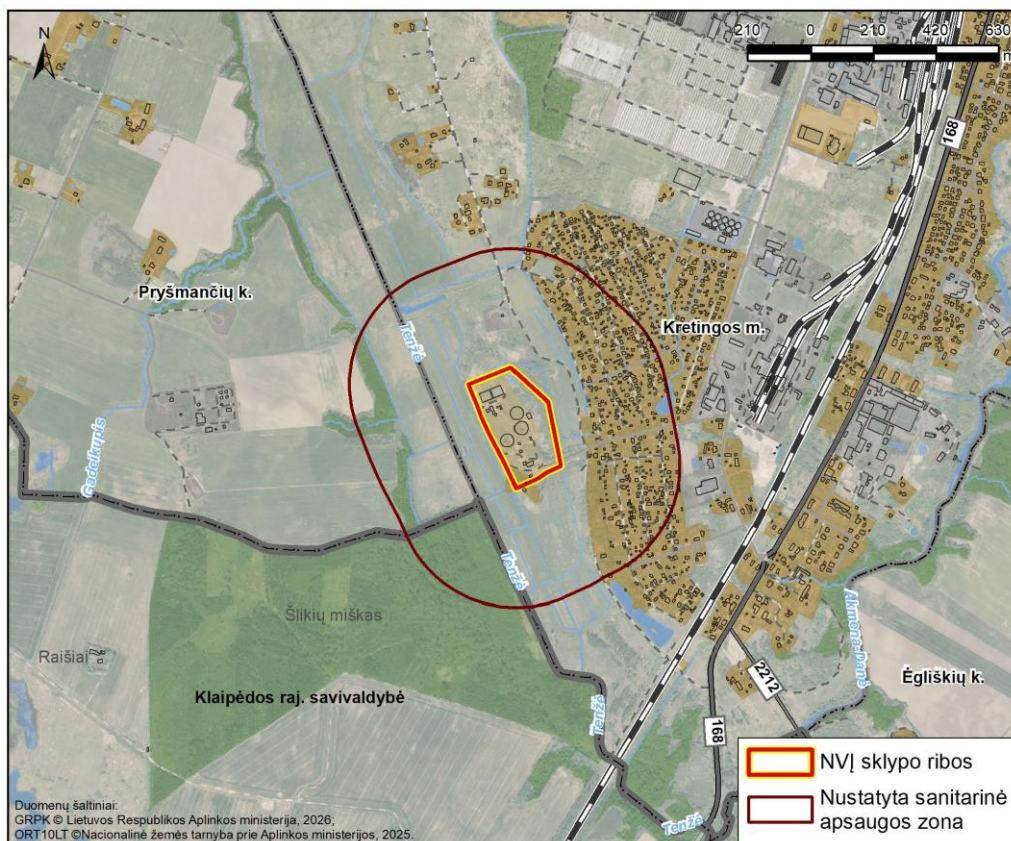 N
210 0 210 420 630
m
168
Pryšmančių k.
Tenžė
Kretingos m.
Gadelkupis
Tenžė
Šlikių miškas
Akmena-Danė
Raišiai
Ėgliškių k.
2212
Klaipėdos raj. savivaldybė
Tenžė
168
Tenžė
NVĮ sklypo ribos
Nustatyta sanitarinė
apsaugos zona
Duomenų šaltiniai:
GRPK © Lietuvos Respublikos Aplinkos ministerija, 2026;
ORT10LT ©Nacionalinė žemės tarnyba prie Aplinkos ministerijos, 2025.